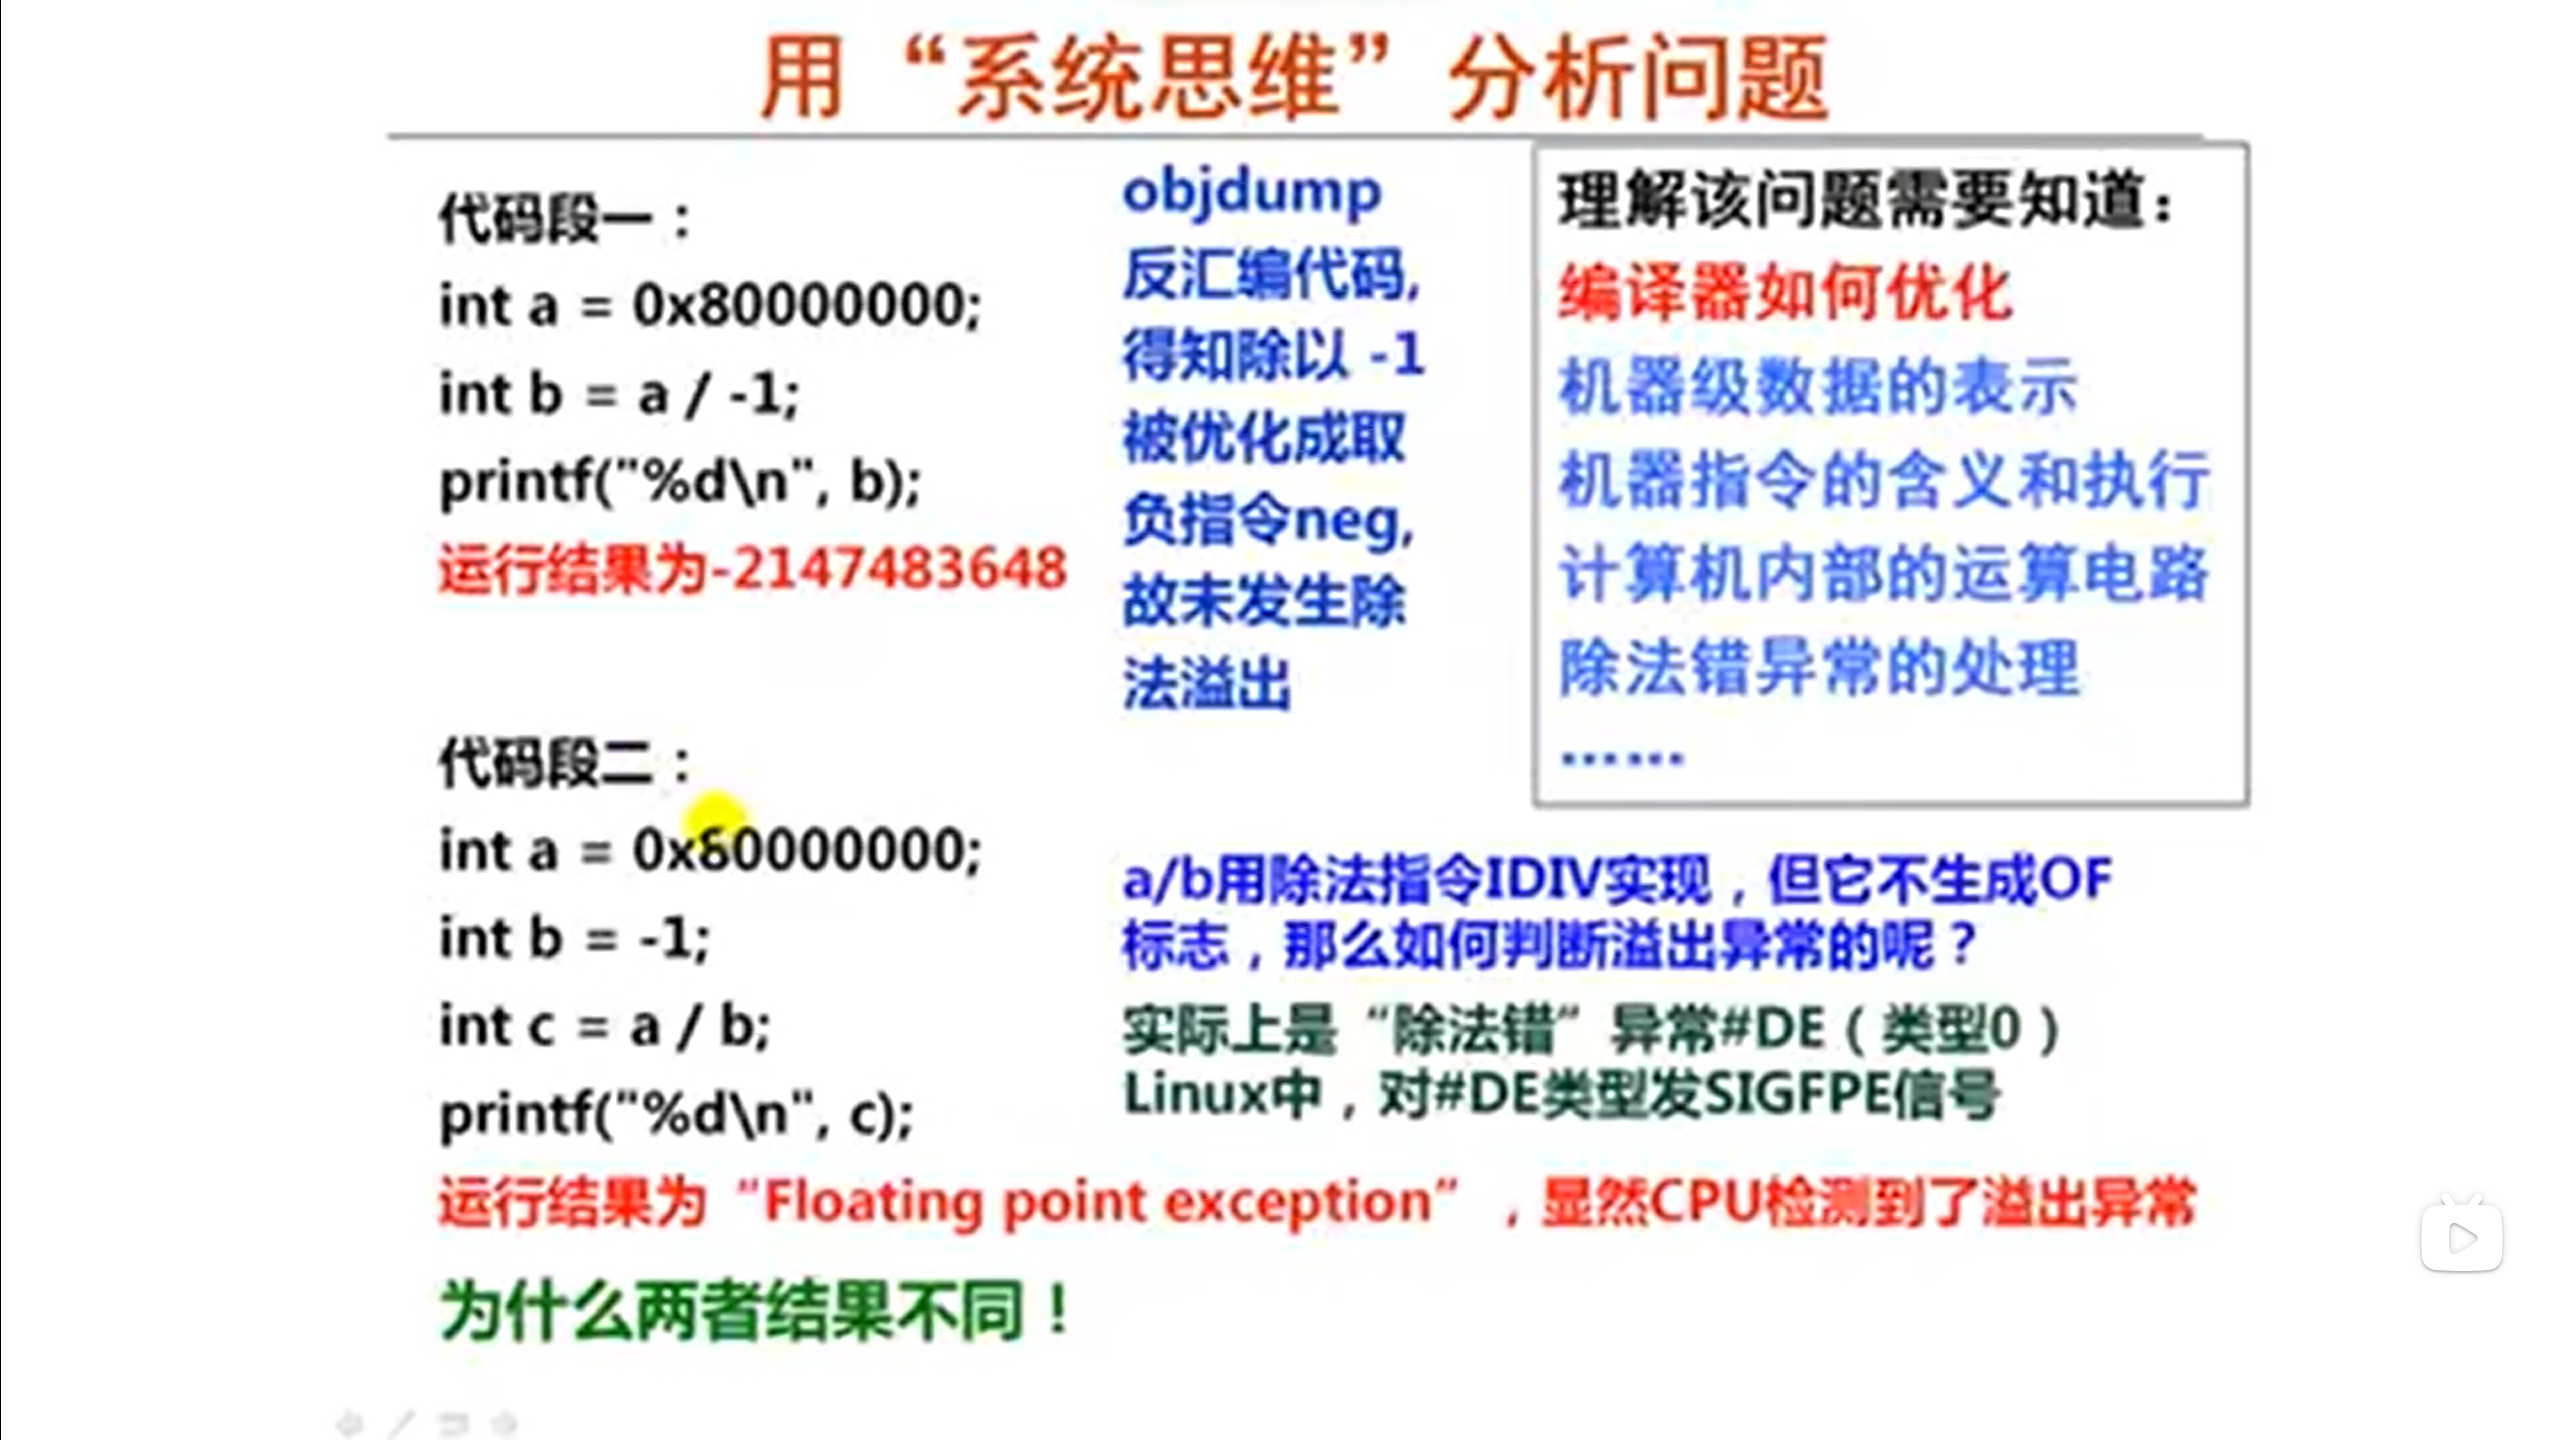 用“系统思维”分析问题
代码段一：
int a = 0x80000000;
int b = a / -1;
printf("%d\n", b);
运行结果为-2147483648
objdump
反汇编代码,
得知除以 -1
被优化成取
负指令neg,
故未发生除
法溢出
理解该问题需要知道：
编译器如何优化
机器级数据的表示
机器指令的含义和执行
计算机内部的运算电路
除法错异常的处理
……
代码段二：
int a = 0x80000000;
int b = -1;
int c = a / b;
printf("%d\n", c);
a/b用除法指令IDIV实现，但它不生成OF
标志，那么如何判断溢出异常的呢？
实际上是“除法错”异常#DE（类型0）
Linux中，对#DE类型发SIGFPE信号
运行结果为“Floating point exception”，显然CPU检测到了溢出异常
为什么两者结果不同！